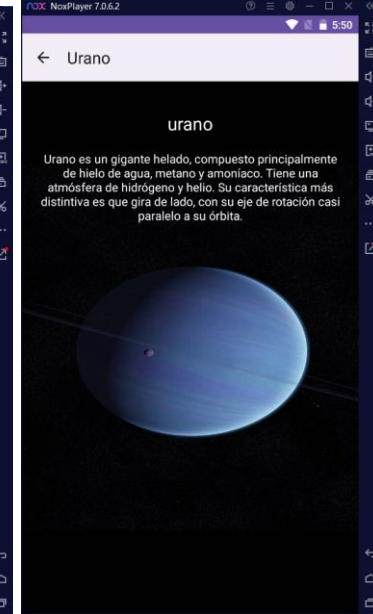 NOX NoxPlayer 7.0.6.2
5:50
Urano
urano
Urano es un gigante helado, compuesto principalmente
de hielo de agua, metano y amoníaco. Tiene una
atmósfera de hidrógeno y helio. Su característica más
distintiva es que gira de lado, con su eje de rotación casi
paralelo a su órbita.